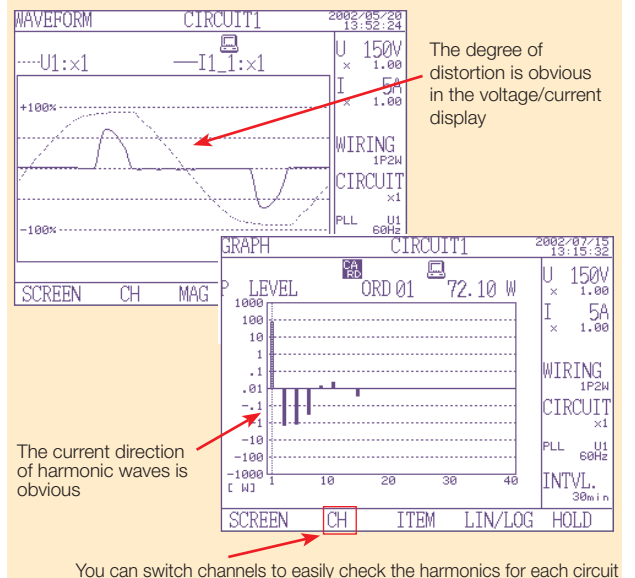 WAVEFORM CIRCUIT1 2002/05/20
13:52:24
U1:x1 I1_1:x1
U 150V
× 1.00
I 5A
× 1.00
+100%
-100%
WIRING
1P2W
CIRCUIT
×1
PLL U1
60Hz
SCREEN CH MAG
The degree of
distortion is obvious
in the voltage/current
display
GRAPH CIRCUIT1 2002/07/15
13:15:32
CARD
P LEVEL ORD 01 72.10 W
U 150V
× 1.00
I 5A
× 1.00
WIRING
1P2W
CIRCUIT
×1
PLL U1
60Hz
INTVL.
30min
1000
100
10
1
.1
.01
-.1
-1
-10
-100
-1000
[ W] 1 10 20 30 40
SCREEN CH ITEM LIN/LOG HOLD
The current direction
of harmonic waves is
obvious
You can switch channels to easily check the harmonics for each circuit